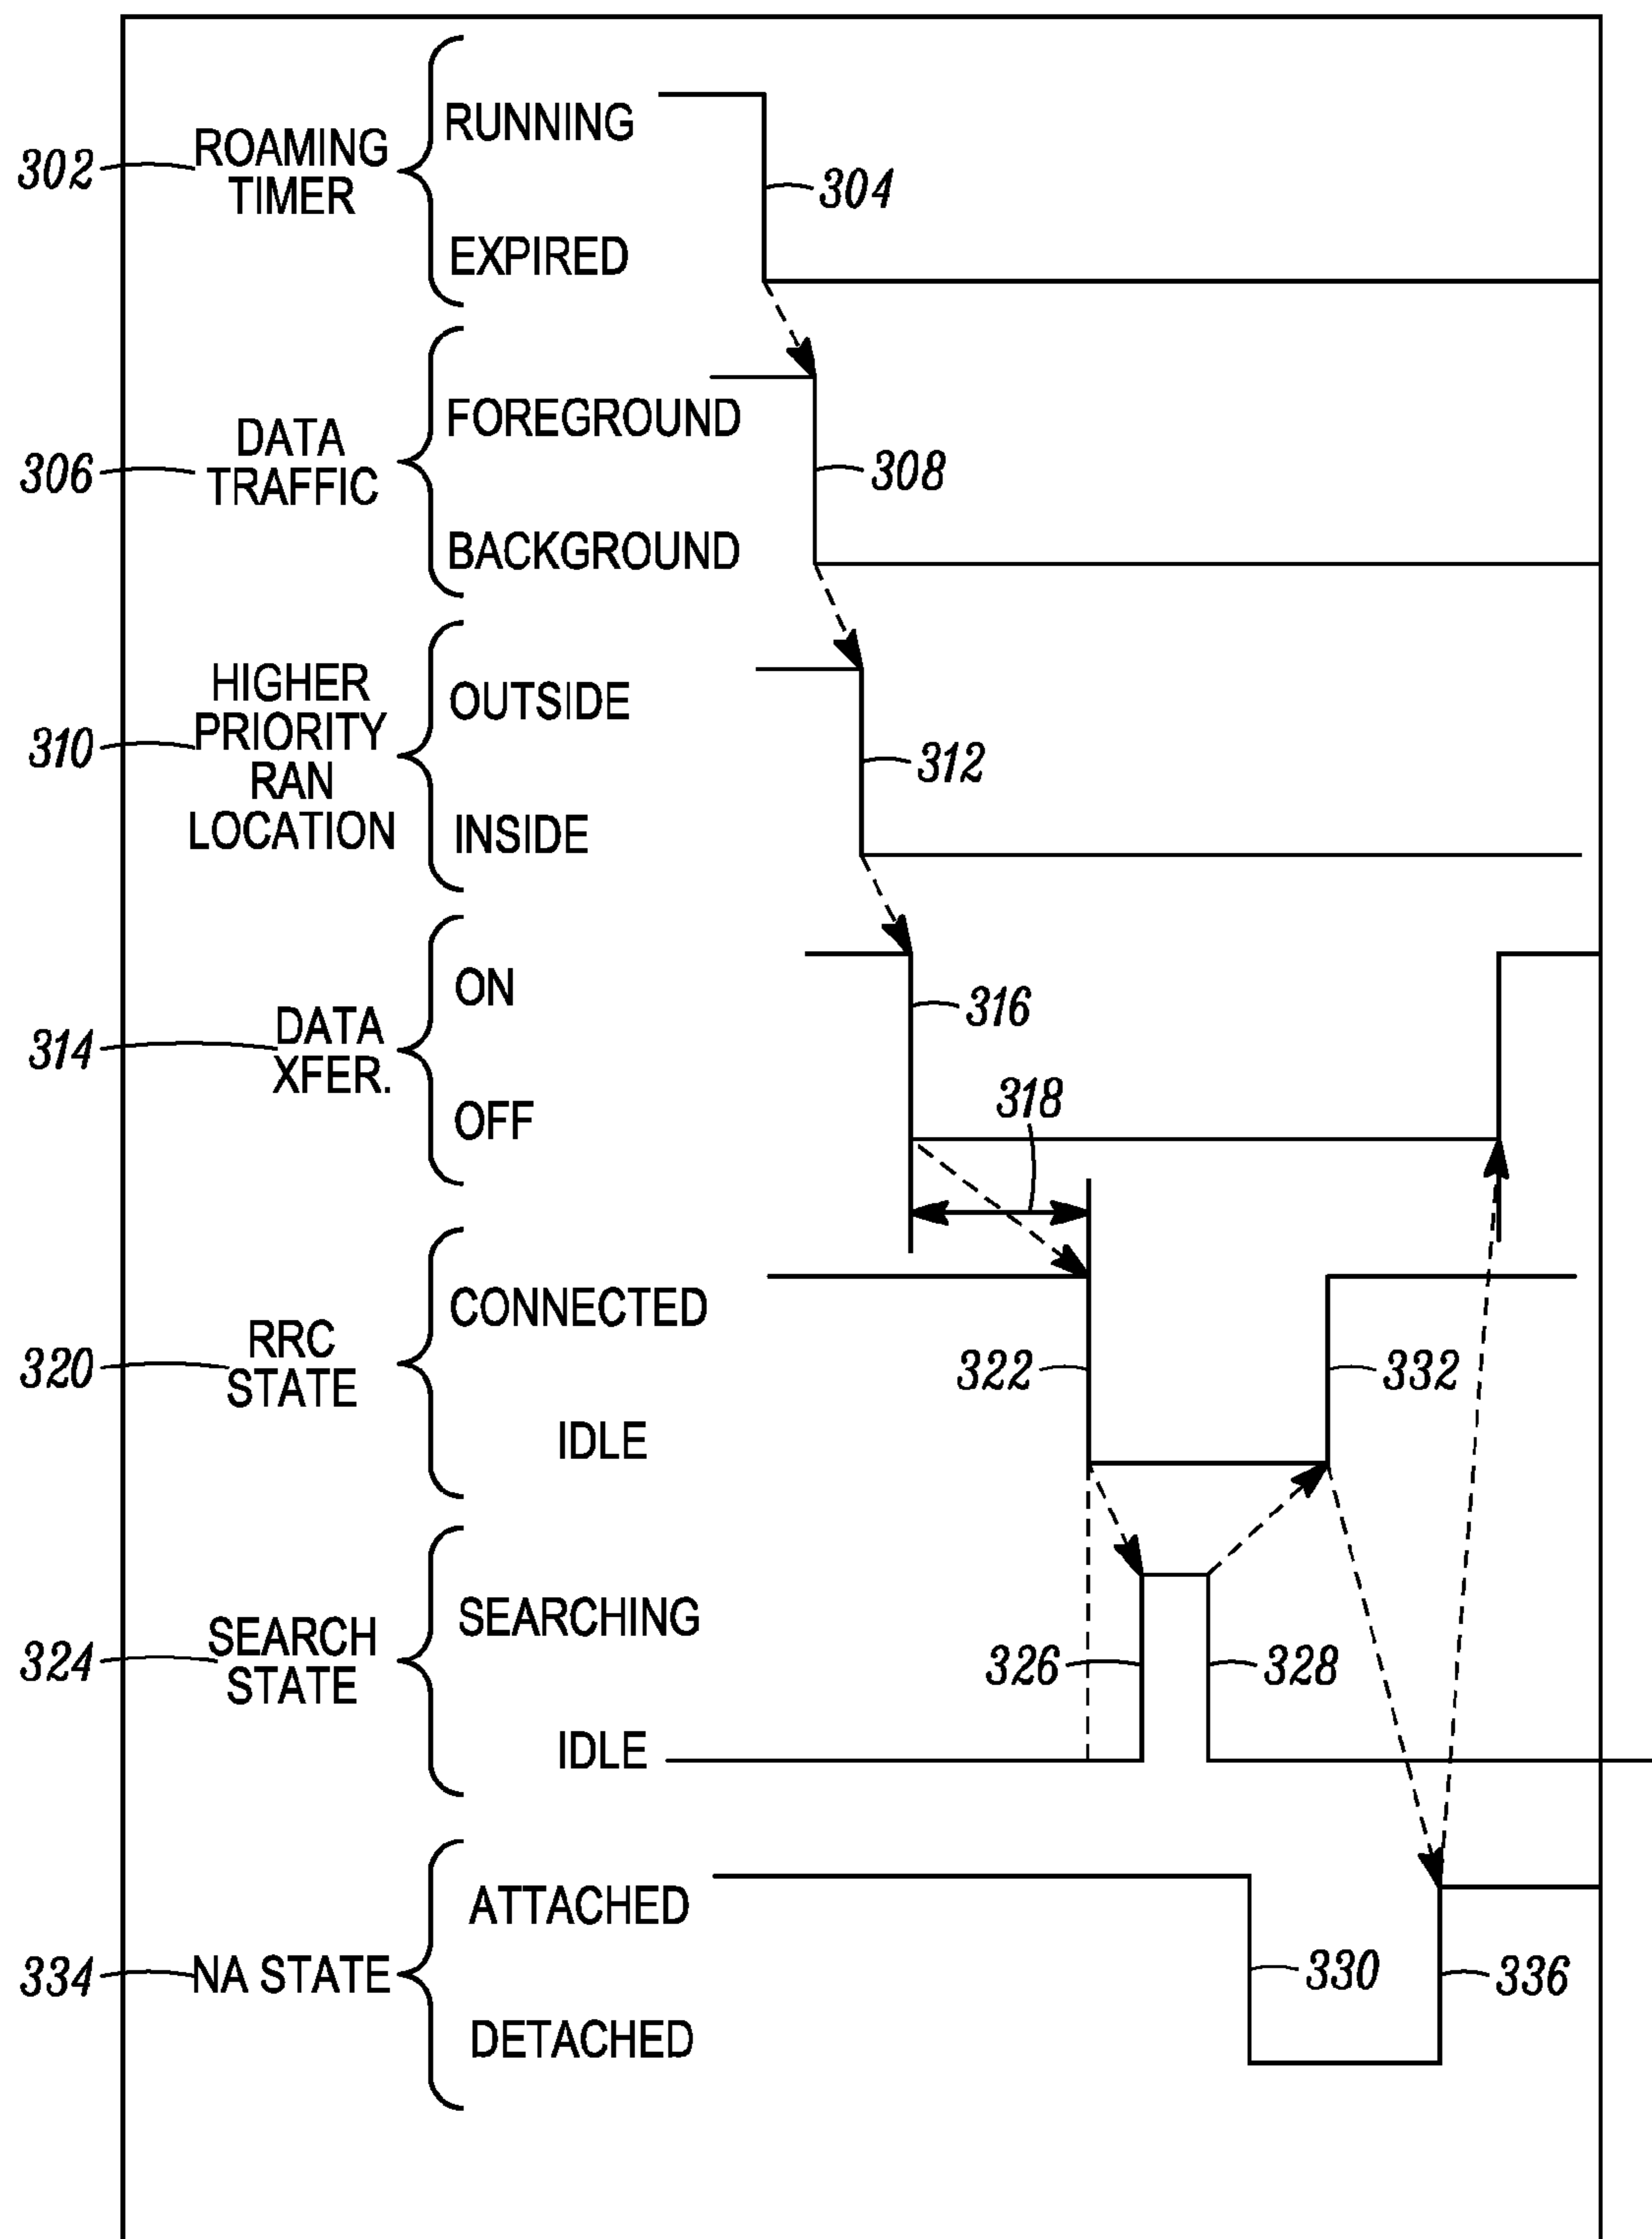 RUNNING
302
ROAMING
TIMER
304
EXPIRED
FOREGROUND
306
DATA
TRAFFIC
308
BACKGROUND
HIGHER
PRIORITY
RAN
LOCATION
310
OUTSIDE
312
INSIDE
ON
314
DATA
XFER.
316
OFF
318
CONNECTED
320
RRC
STATE
322
332
IDLE
SEARCHING
324
SEARCH
STATE
326
328
IDLE
ATTACHED
334
NA STATE
330
336
DETACHED